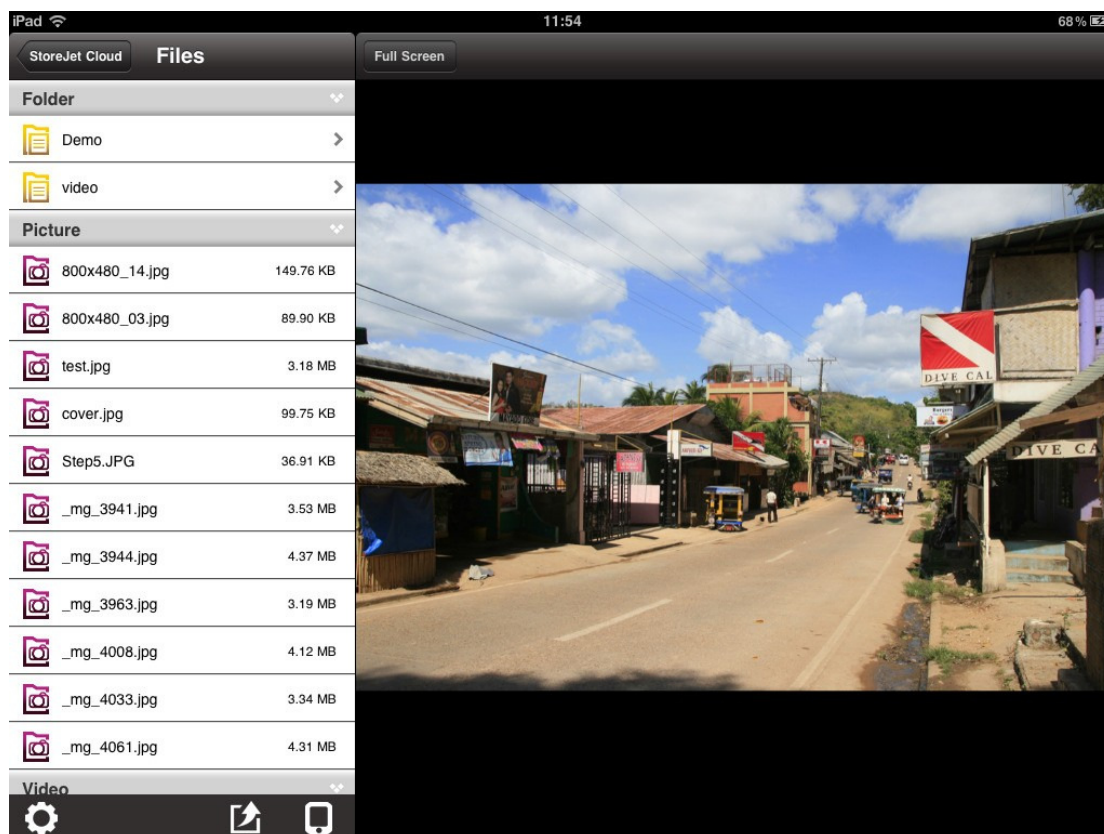 iPad 11:54 68%
StoreJet Cloud Files Full Screen
Folder
Demo
video
Picture
800x480_14.jpg 149.76 KB
800x480_03.jpg 89.90 KB
test.jpg 3.18 MB
cover.jpg 99.75 KB
Step5.JPG 36.91 KB
_mg_3941.jpg 3.53 MB
_mg_3944.jpg 4.37 MB
_mg_3963.jpg 3.19 MB
_mg_4008.jpg 4.12 MB
_mg_4033.jpg 3.34 MB
_mg_4061.jpg 4.31 MB
Video
DIVE CAL
Burgers
DIVE CA